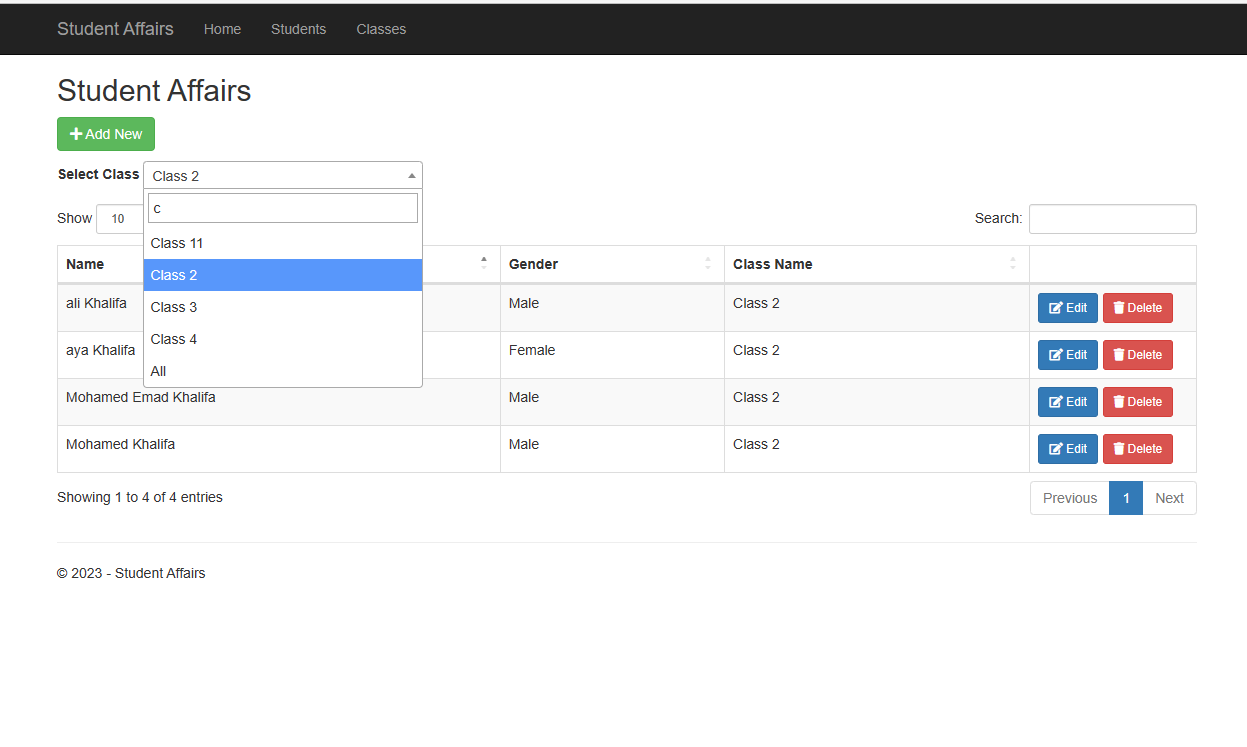 Student Affairs Home Students Classes
Student Affairs
Add New
Select Class Class 2
c
Show 10 Search:
Class 11
Class 2
Class 3
Class 4
All
Name Gender Class Name
ali Khalifa Male Class 2 Edit Delete
aya Khalifa Female Class 2 Edit Delete
Mohamed Emad Khalifa Male Class 2 Edit Delete
Mohamed Khalifa Male Class 2 Edit Delete
Showing 1 to 4 of 4 entries Previous 1 Next
© 2023 - Student Affairs